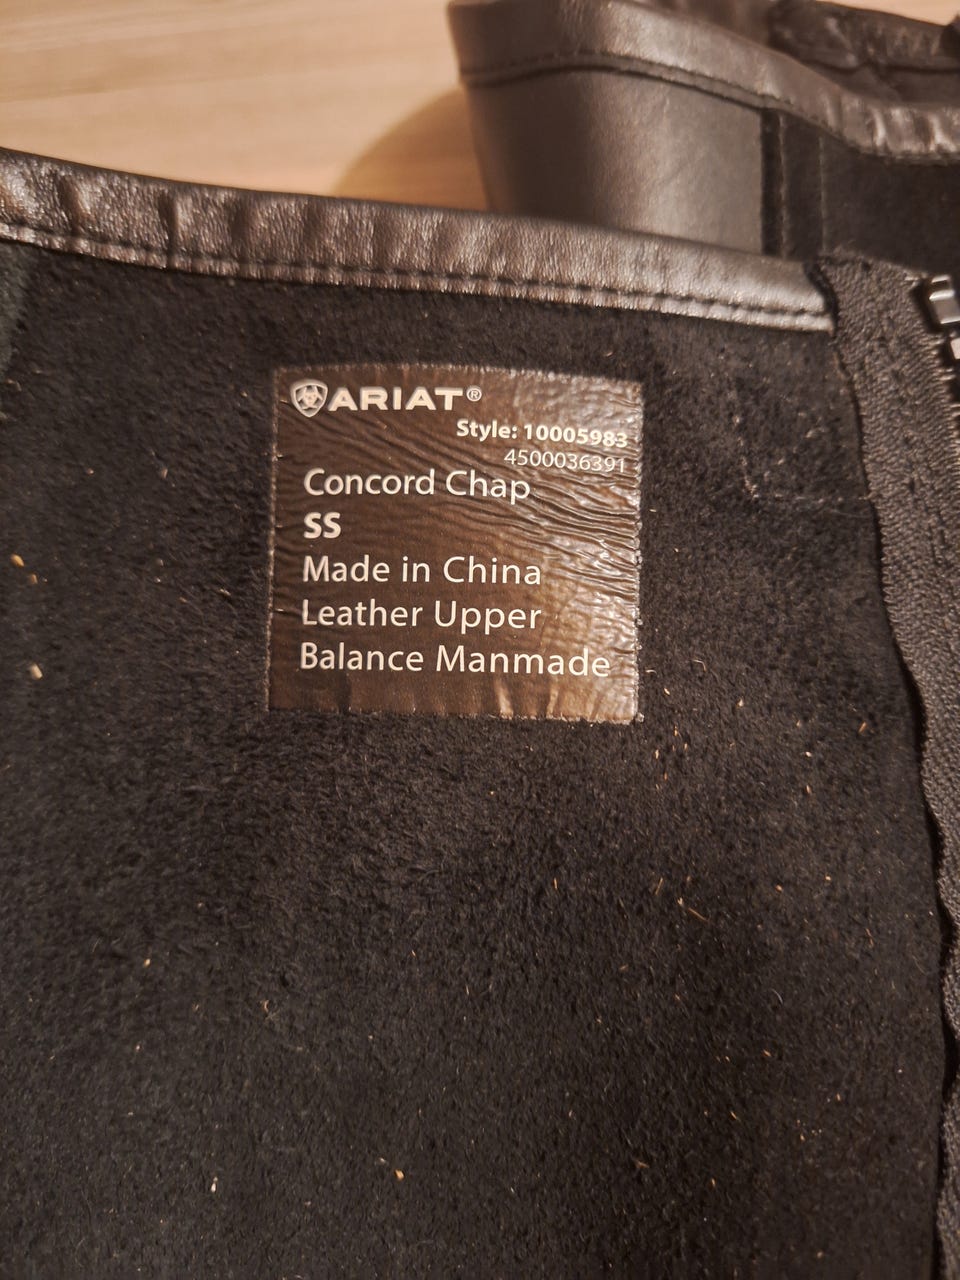 ARIAT®
Style: 10005983
4500036391
Concord Chap
SS
Made in China
Leather Upper
Balance Manmade